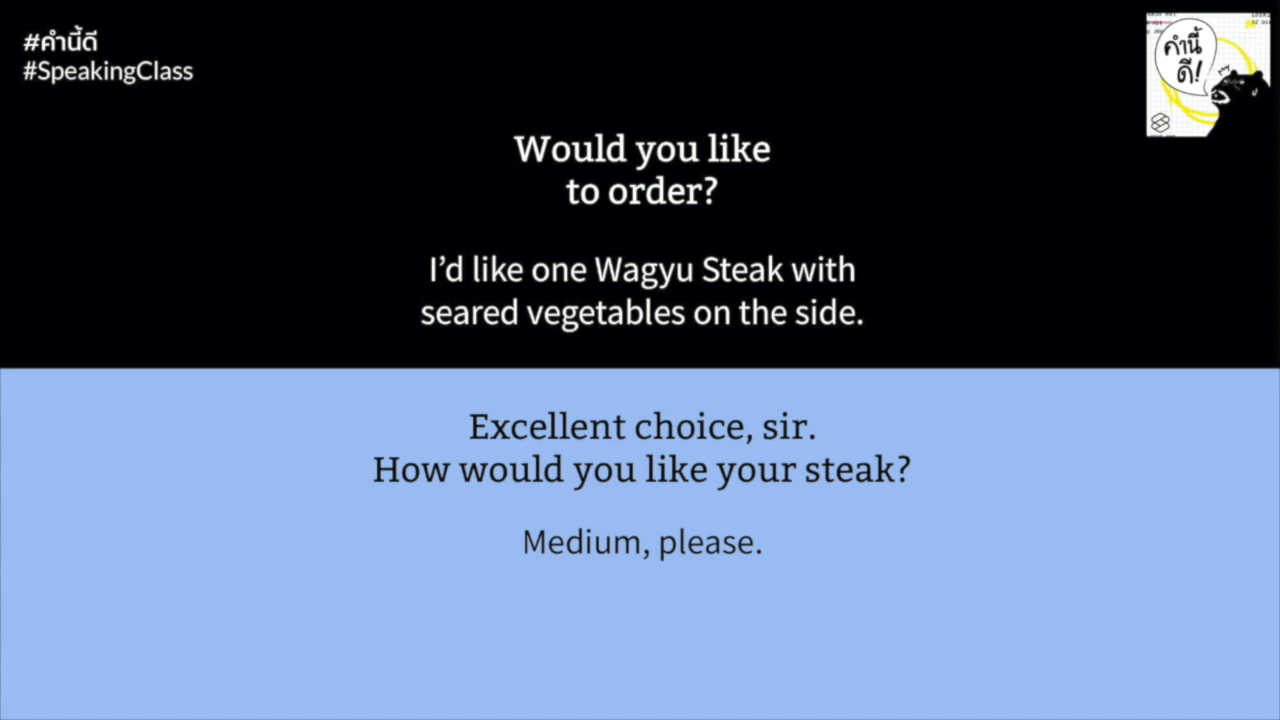 #คำนี้ดี
#SpeakingClass
คำนี้
ดี!
Would you like
to order?
I’d like one Wagyu Steak with
seared vegetables on the side.
Excellent choice, sir.
How would you like your steak?
Medium, please.